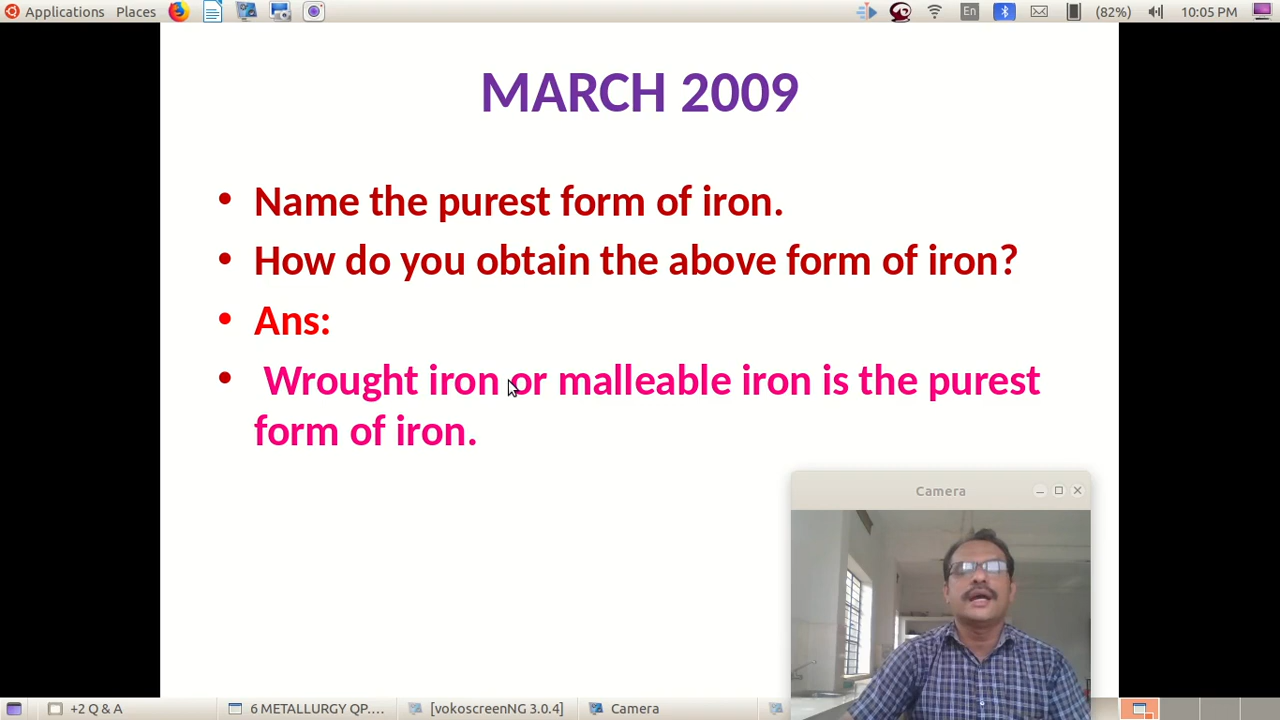 Applications Places En (82%) 10:05 PM
MARCH 2009
• Name the purest form of iron.
• How do you obtain the above form of iron?
• Ans:
• Wrought iron or malleable iron is the purest
form of iron.
Camera
+2 Q & A 6 METALLURGY QP.... [vokoscreenNG 3.0.4] Camera